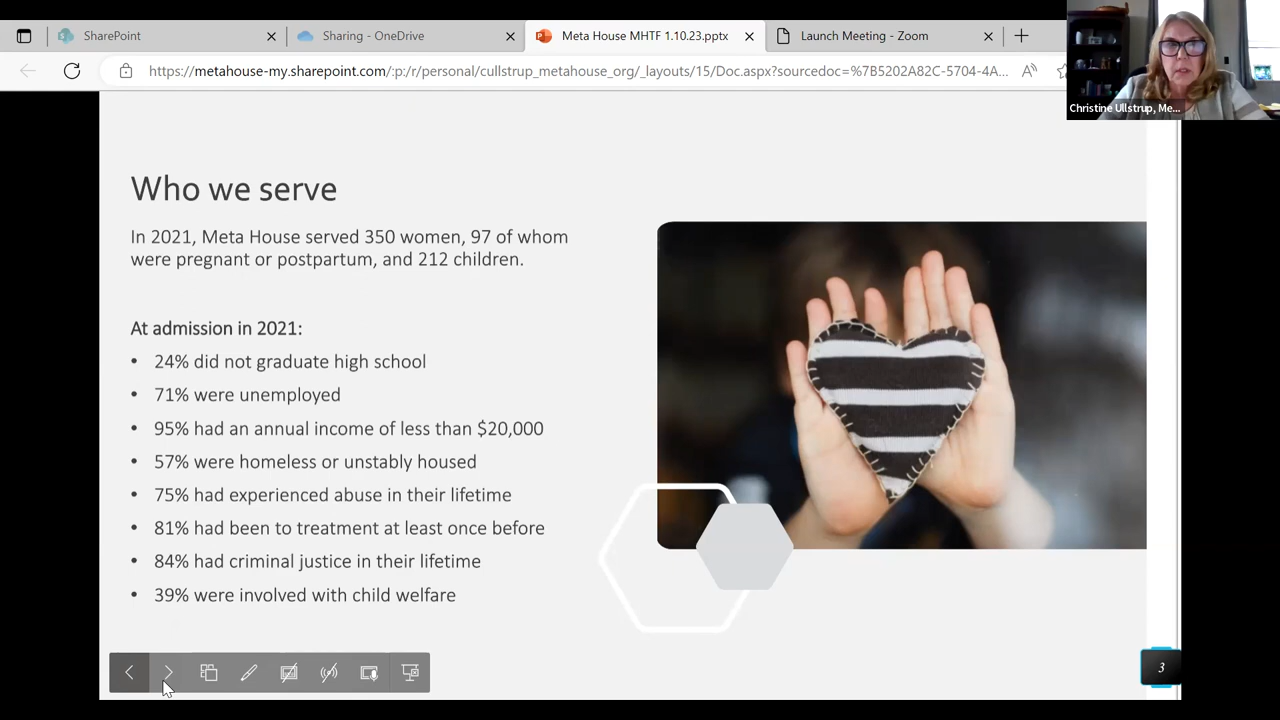 SharePoint
Sharing - OneDrive
Meta House MHTF 1.10.23.pptx
Launch Meeting - Zoom
https://metahouse-my.sharepoint.com/:p:/r/personal/cullstrup_metahouse_org/_layouts/15/Doc.aspx?sourcedoc=%7B5202A82C-5704-4A...
Christine Ullstrup, Me...
Who we serve
In 2021, Meta House served 350 women, 97 of whom
were pregnant or postpartum, and 212 children.
At admission in 2021:
• 24% did not graduate high school
• 71% were unemployed
• 95% had an annual income of less than $20,000
• 57% were homeless or unstably housed
• 75% had experienced abuse in their lifetime
• 81% had been to treatment at least once before
• 84% had criminal justice in their lifetime
• 39% were involved with child welfare
3